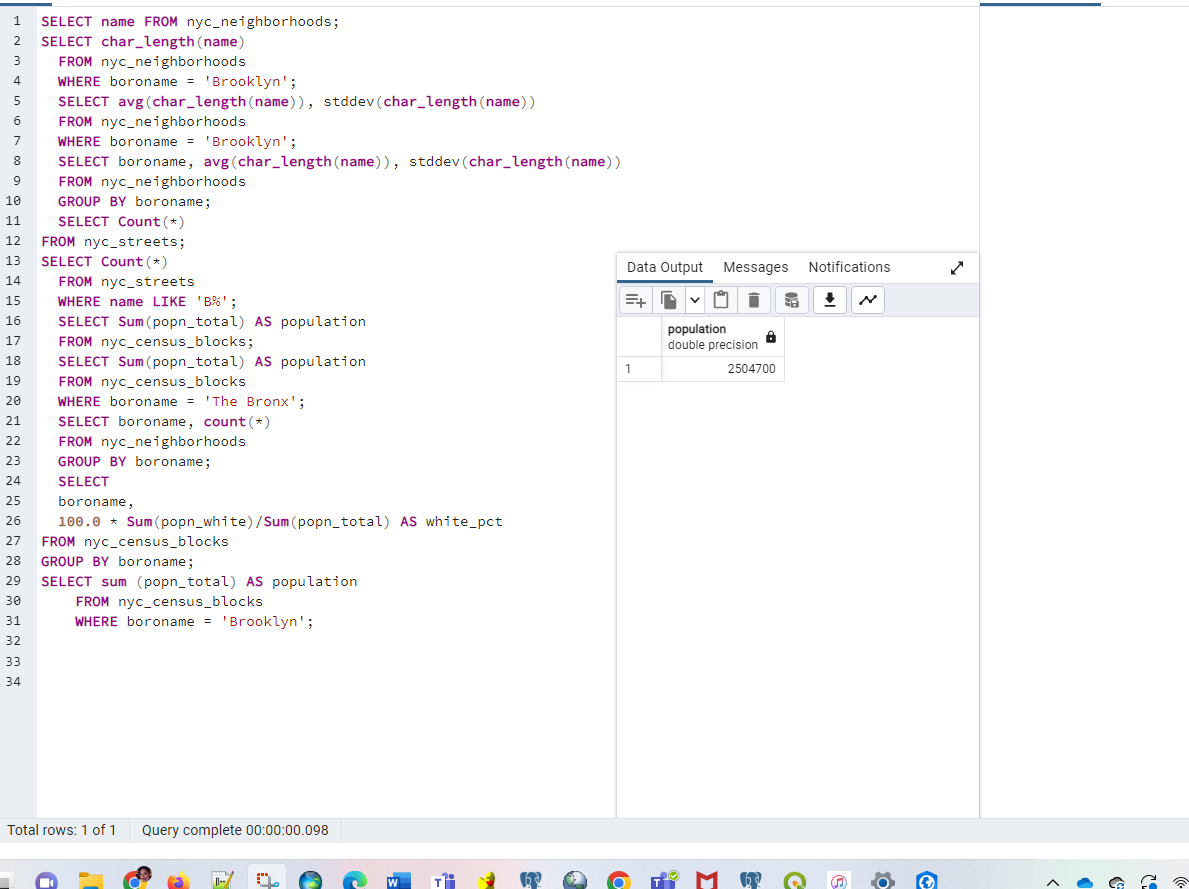 1 SELECT name FROM nyc_neighborhoods;
2 SELECT char_length(name)
3 FROM nyc_neighborhoods
4 WHERE boroname = 'Brooklyn';
5 SELECT avg(char_length(name)), stddev(char_length(name))
6 FROM nyc_neighborhoods
7 WHERE boroname = 'Brooklyn';
8 SELECT boroname, avg(char_length(name)), stddev(char_length(name))
9 FROM nyc_neighborhoods
10 GROUP BY boroname;
11 SELECT Count(*)
12 FROM nyc_streets;
13 SELECT Count(*)
14 FROM nyc_streets
15 WHERE name LIKE 'B%';
16 SELECT Sum(popn_total) AS population
17 FROM nyc_census_blocks;
18 SELECT Sum(popn_total) AS population
19 FROM nyc_census_blocks
20 WHERE boroname = 'The Bronx';
21 SELECT boroname, count(*)
22 FROM nyc_neighborhoods
23 GROUP BY boroname;
24 SELECT
25 boroname,
26 100.0 * Sum(popn_white)/Sum(popn_total) AS white_pct
27 FROM nyc_census_blocks
28 GROUP BY boroname;
29 SELECT sum (popn_total) AS population
30 FROM nyc_census_blocks
31 WHERE boroname = 'Brooklyn';
32
33
34
Data Output Messages Notifications
population
double precision
1 2504700
Total rows: 1 of 1 Query complete 00:00:00.098